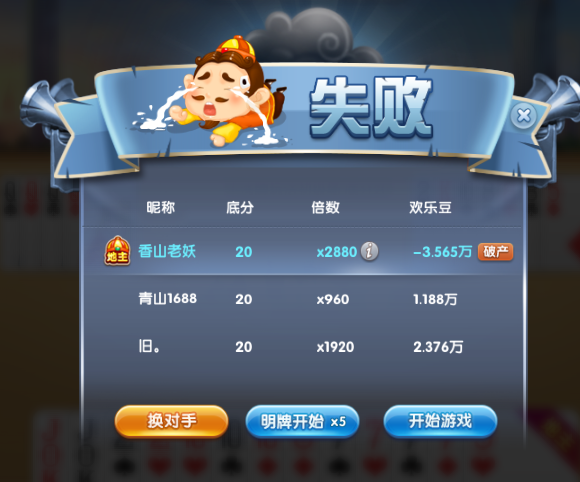 失败
昵称 底分 倍数 欢乐豆
地主 香山老妖 20 x2880 i -3.565万 破产
青山1688 20 x960 1.188万
旧。 20 x1920 2.376万
换对手 明牌开始 x5 开始游戏